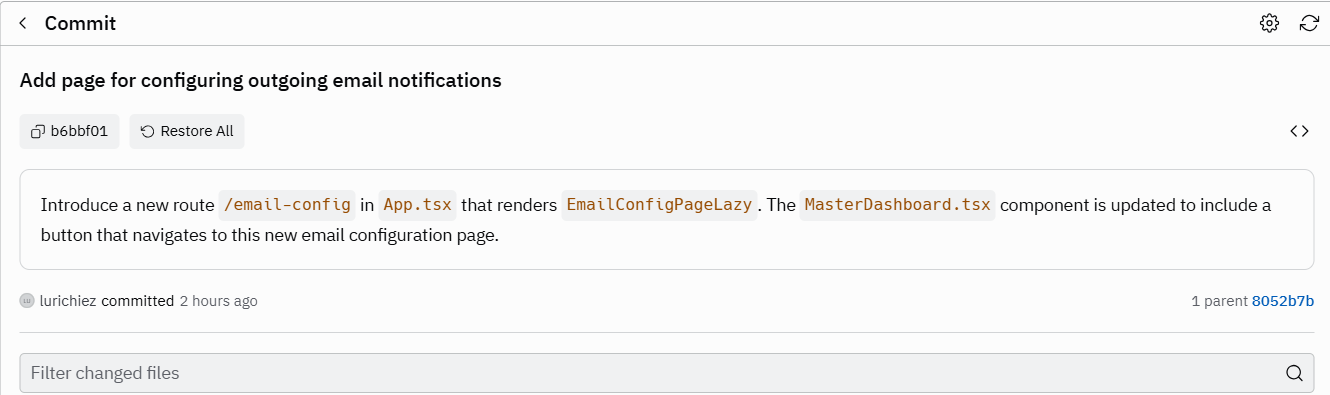 Commit
Add page for configuring outgoing email notifications
b6bbf01 Restore All
Introduce a new route /email-config in App.tsx that renders EmailConfigPageLazy. The MasterDashboard.tsx component is updated to include a
button that navigates to this new email configuration page.
LU lurichiez committed 2 hours ago 1 parent 8052b7b
Filter changed files